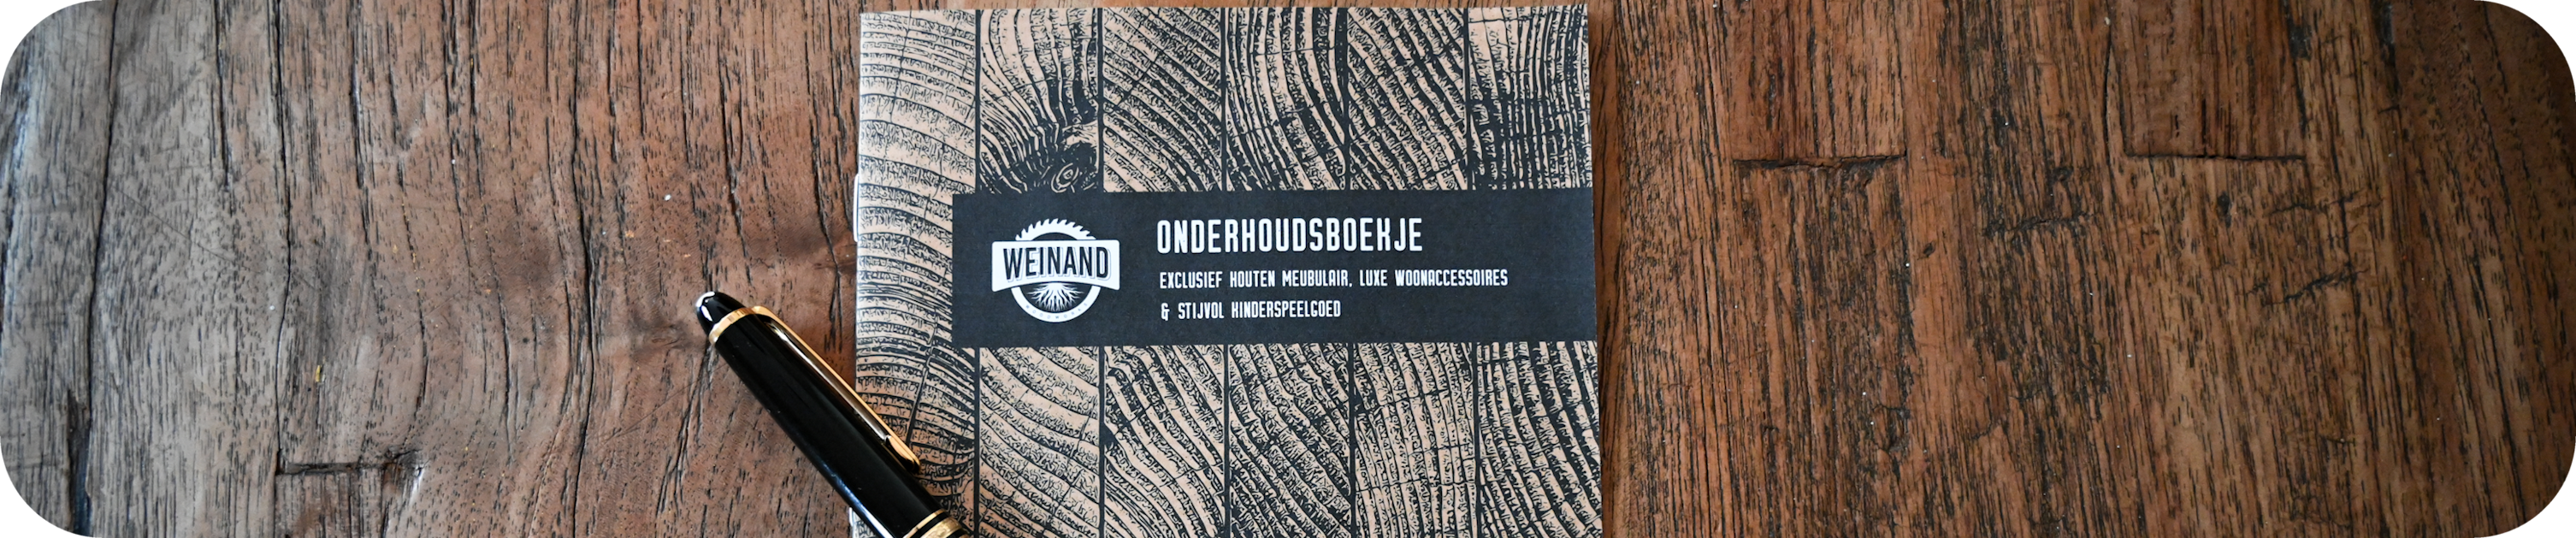 WEINAND
ONDERHOUDSBOEKJE
EXCLUSIEF HOUTEN MEUBULAIR, LUXE WOONACCESSOIRES
& STIJVOL KINDERSPEELGOED